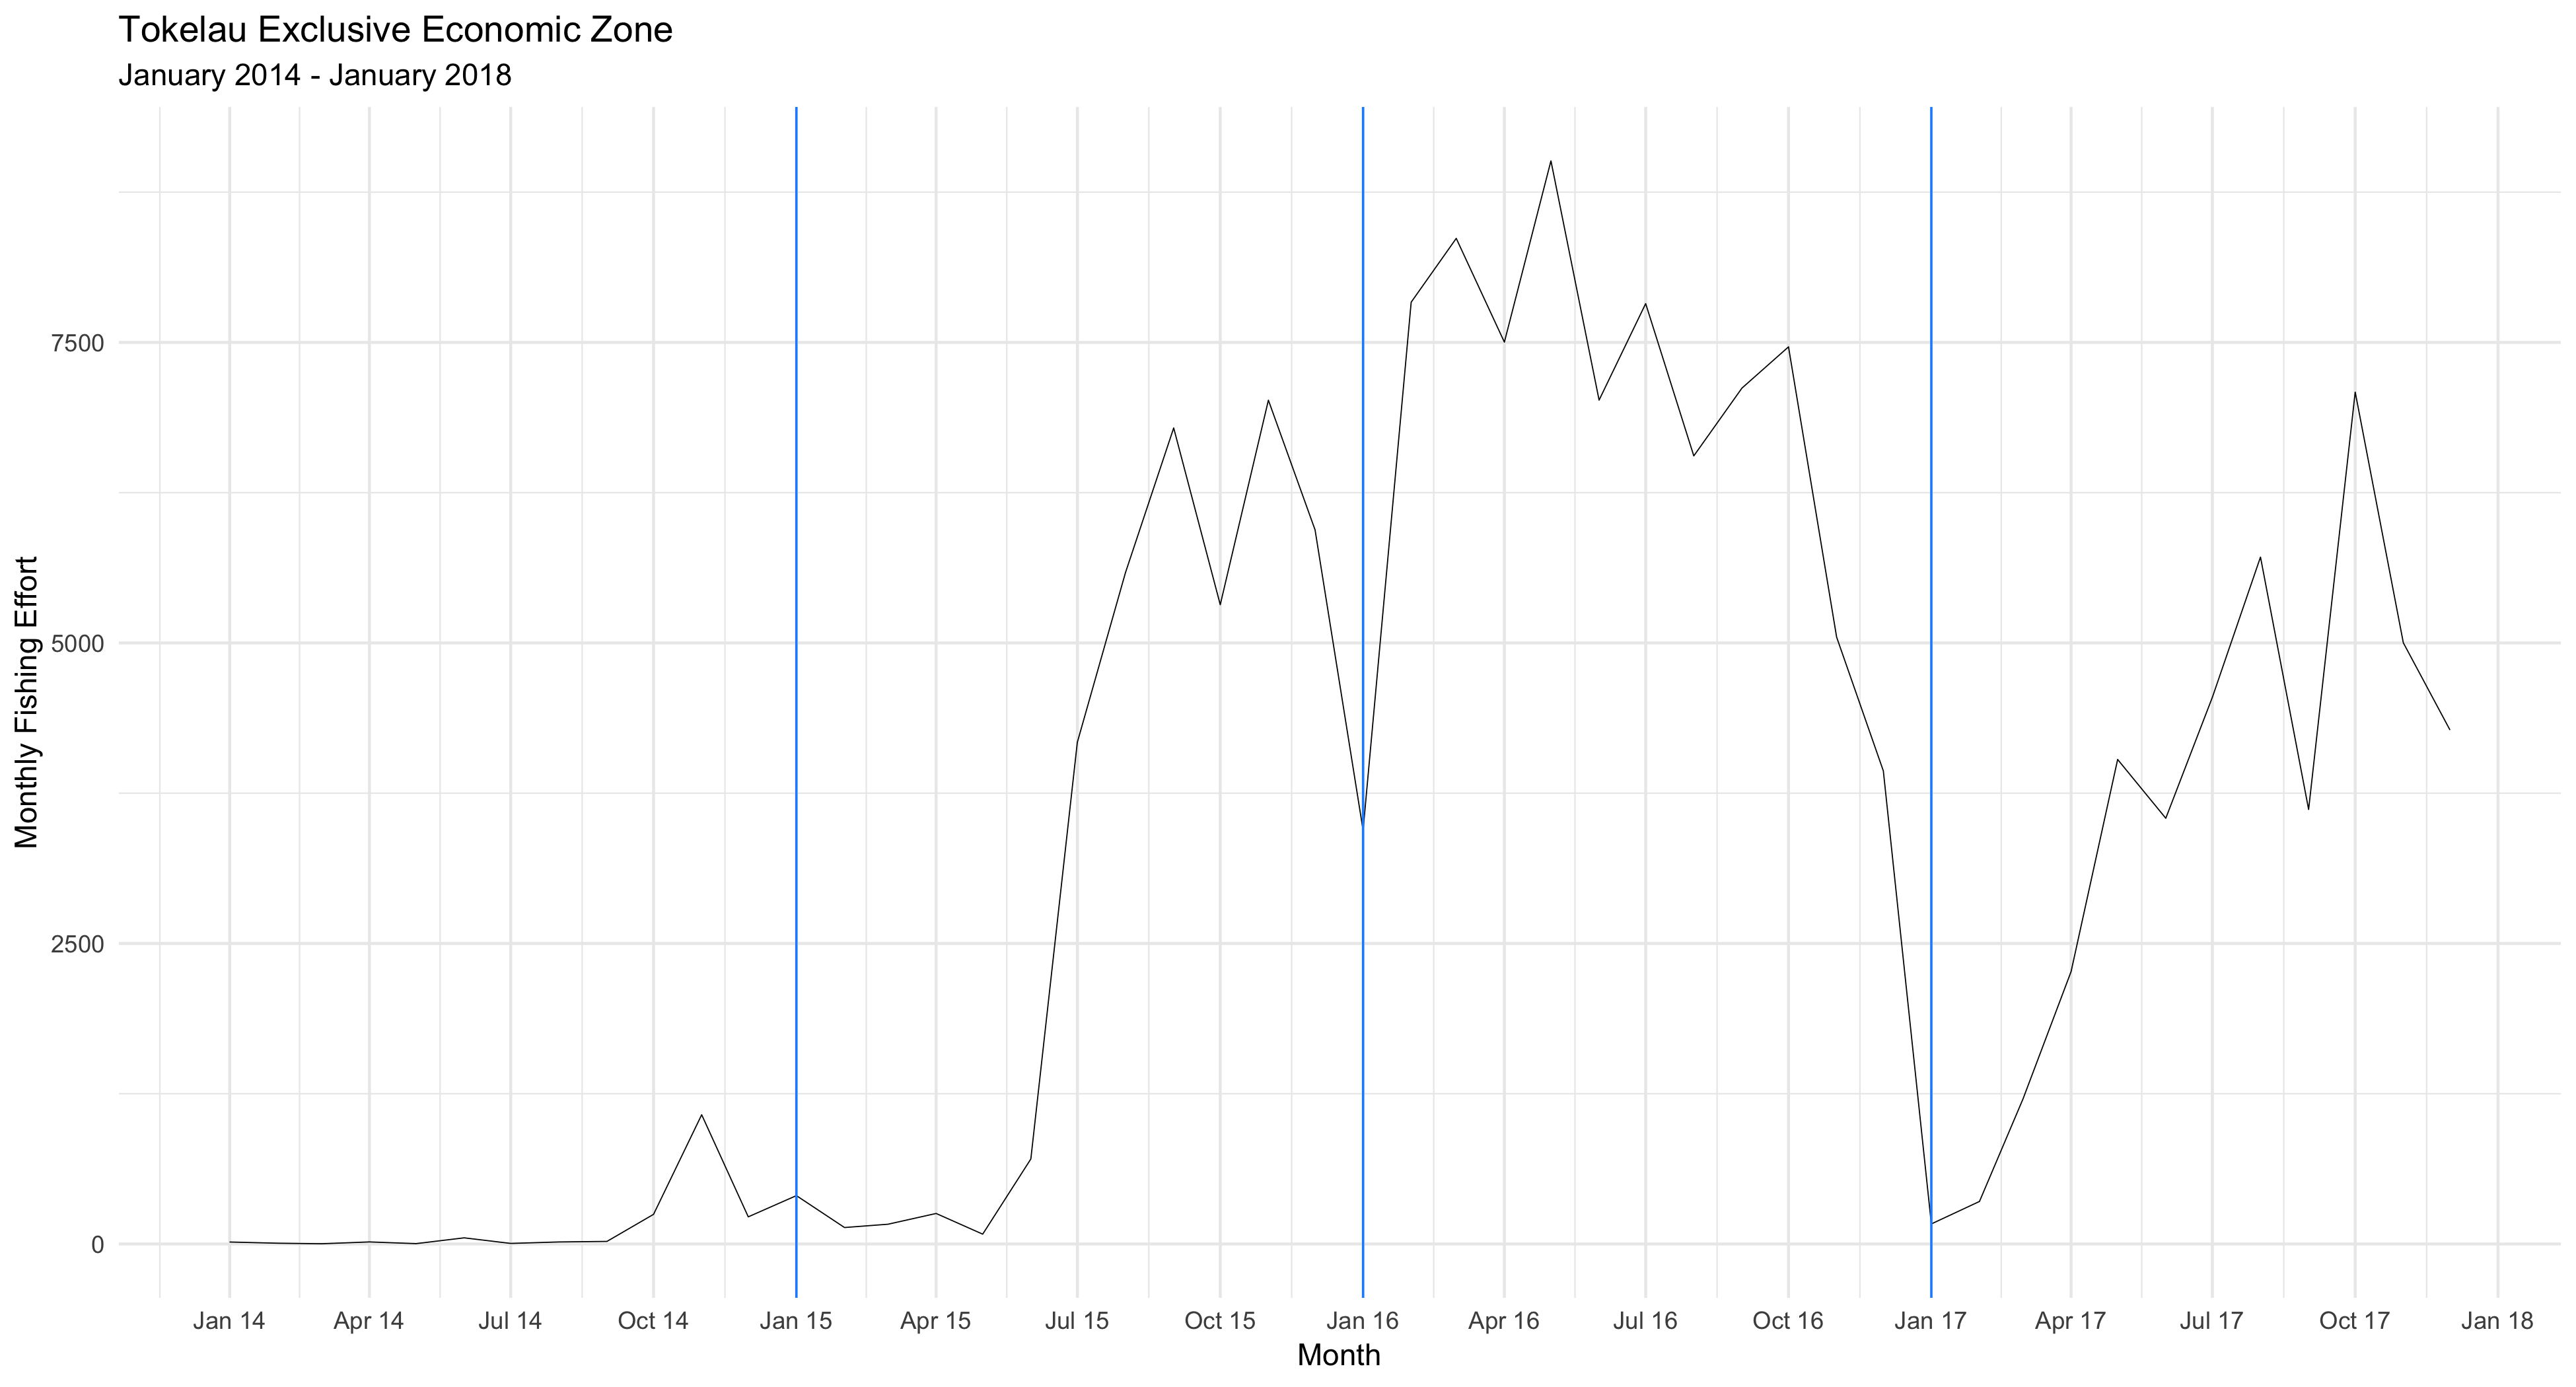 Tokelau Exclusive Economic Zone
January 2014 - January 2018
Monthly Fishing Effort
7500
5000
2500
0
Jan 14 Apr 14 Jul 14 Oct 14 Jan 15 Apr 15 Jul 15 Oct 15 Jan 16 Apr 16 Jul 16 Oct 16 Jan 17 Apr 17 Jul 17 Oct 17 Jan 18
Month